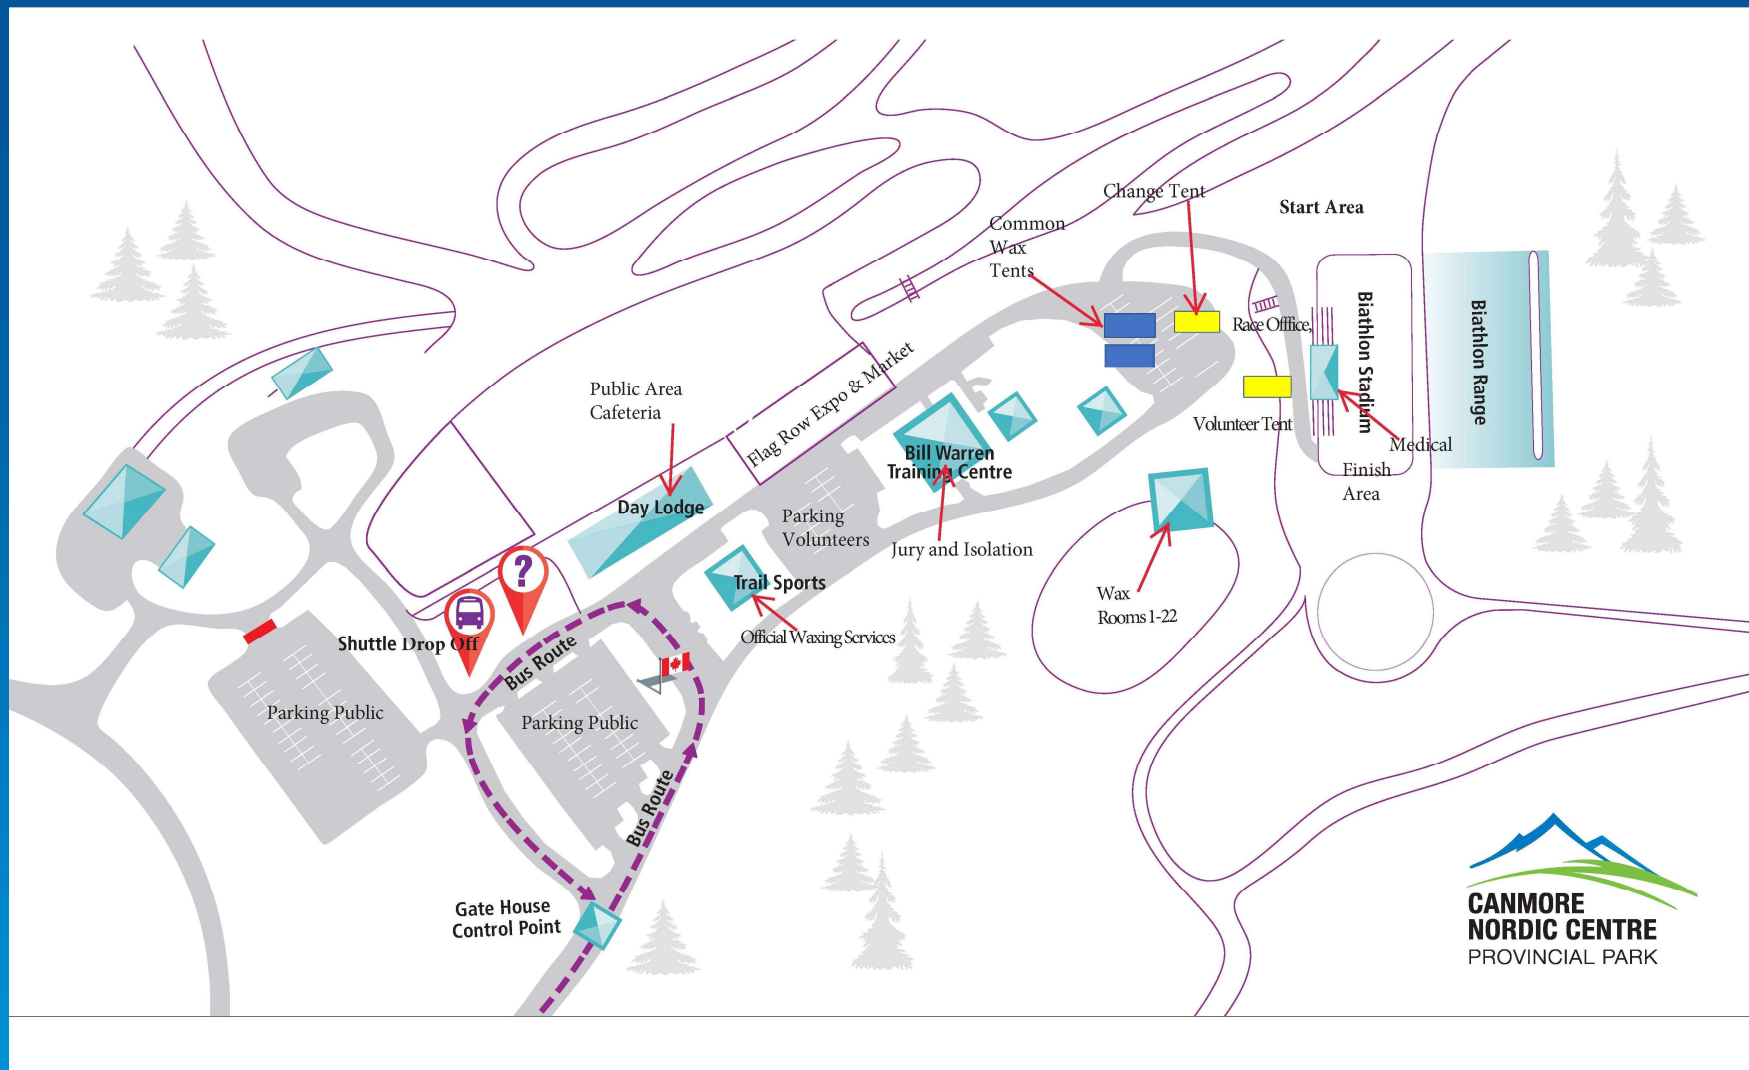 Change Tent
Start Area
Common
Wax
Tents
Race Offfice,
Biathlon Stadium
Biathlon Range
Flag Row Expo & Market
Public Area
Cafeteria
Volunteer Tent
Medical
Bill Warren
Training Centre
Finish
Area
Day Lodge
Parking
Volunteers
Jury and Isolation
?
Trail Sports
Wax
Rooms 1-22
Official Waxing Services
Shuttle Drop Off
Bus Route
Parking Public
Parking Public
Bus Route
Gate House
Control Point
CANMORE
NORDIC CENTRE
PROVINCIAL PARK